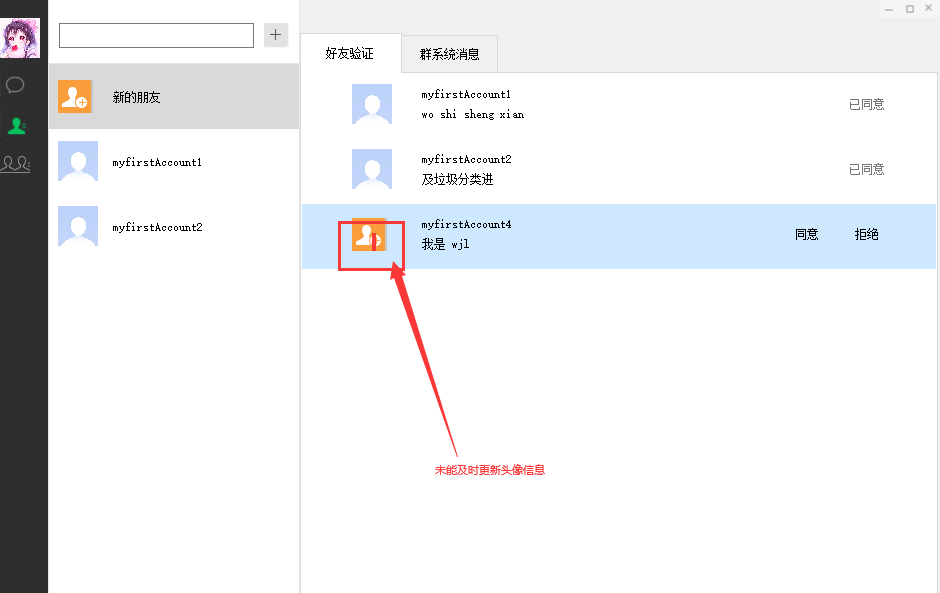 新的朋友
myfirstAccount1
myfirstAccount2
好友验证
群系统消息
myfirstAccount1
wo shi sheng xian
已同意
myfirstAccount2
及垃圾分类进
已同意
myfirstAccount4
我是 wjl
同意
拒绝
未能及时更新头像信息